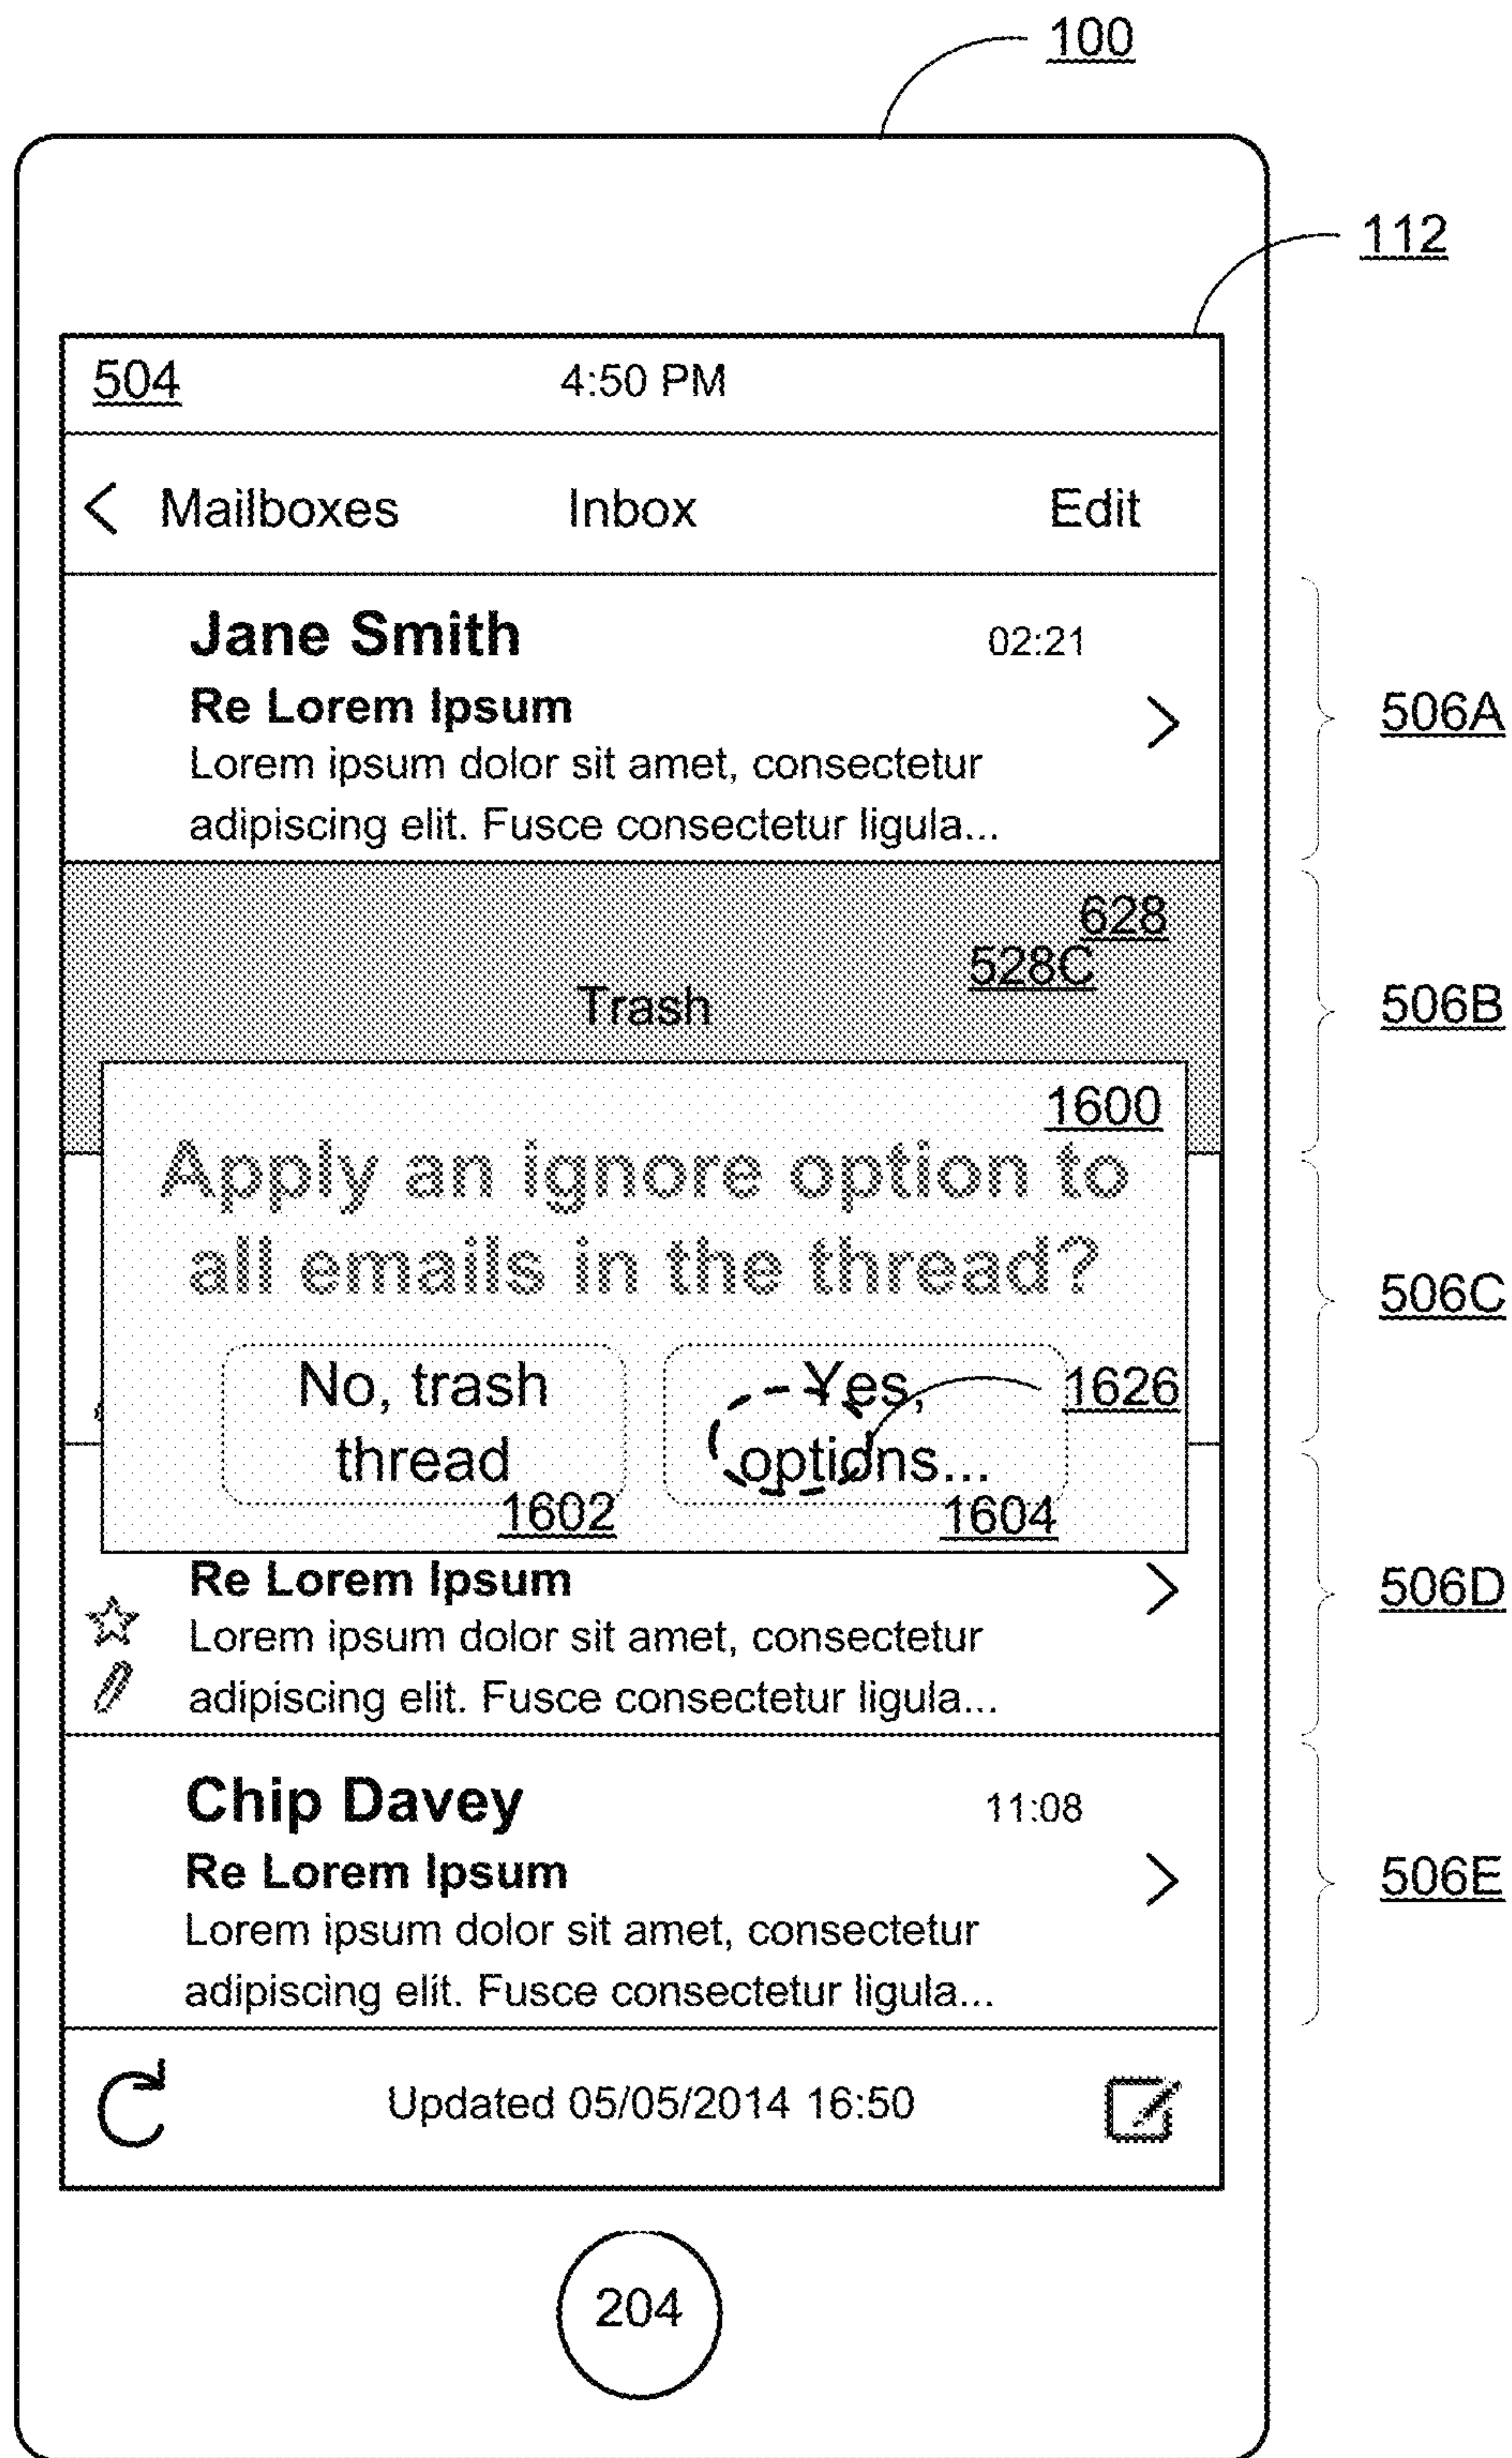 100
112
504 4:50 PM
< Mailboxes Inbox Edit
Jane Smith 02:21
Re Lorem Ipsum
Lorem ipsum dolor sit amet, consectetur
adipiscing elit. Fusce consectetur ligula...
506A
628
528C
Trash
506B
1600
Apply an ignore option to
all emails in the thread?
506C
No, trash
thread
1602
Yes,
options...
1626
1604
Re Lorem Ipsum
Lorem ipsum dolor sit amet, consectetur
adipiscing elit. Fusce consectetur ligula...
506D
Chip Davey 11:08
Re Lorem Ipsum
Lorem ipsum dolor sit amet, consectetur
adipiscing elit. Fusce consectetur ligula...
506E
Updated 05/05/2014 16:50
204